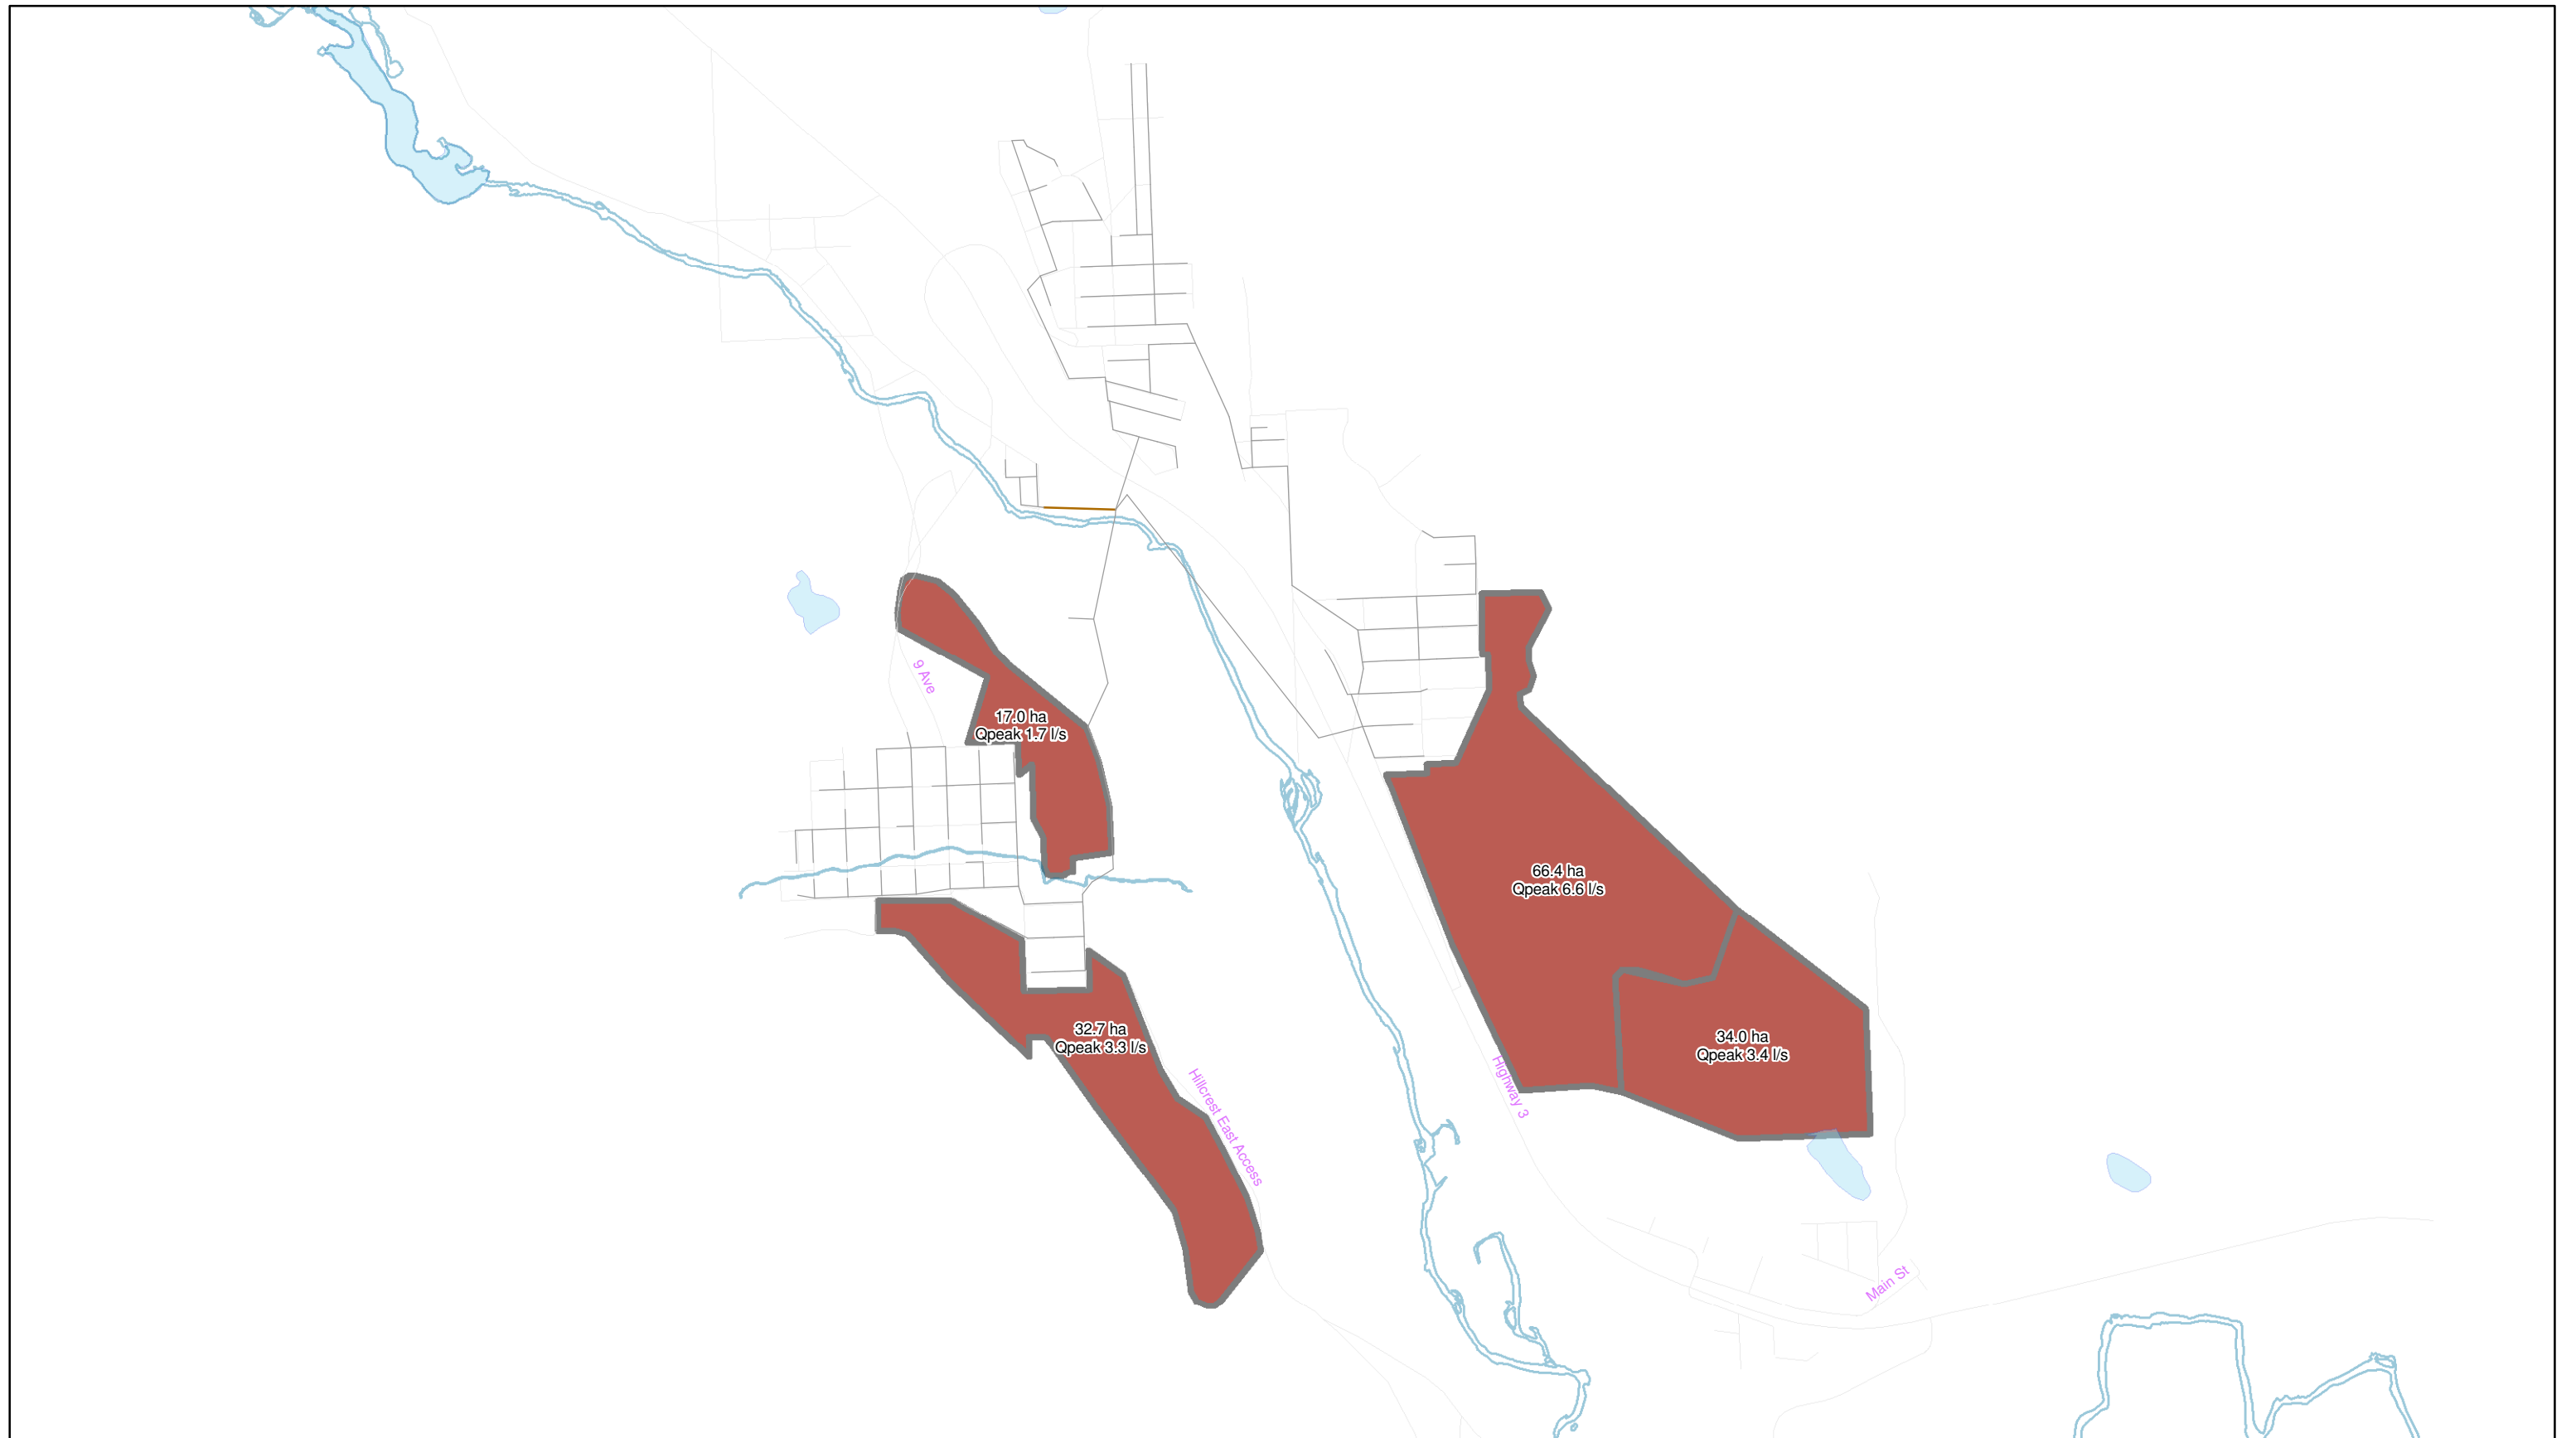 9 Ave
17.0 ha
Qpeak 1.7 l/s
66.4 ha
Qpeak 6.6 l/s
32.7 ha
Qpeak 3.3 l/s
34.0 ha
Qpeak 3.4 l/s
Highway 3
Hillcrest East Access
Main St